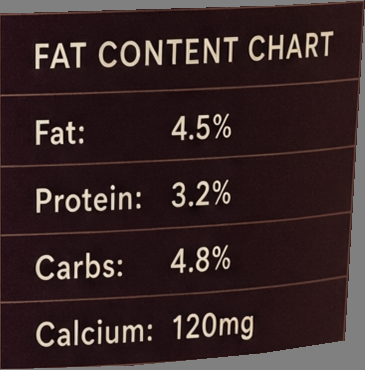 FAT CONTENT CHART
Fat: 4.5%
Protein: 3.2%
Carbs: 4.8%
Calcium: 120mg